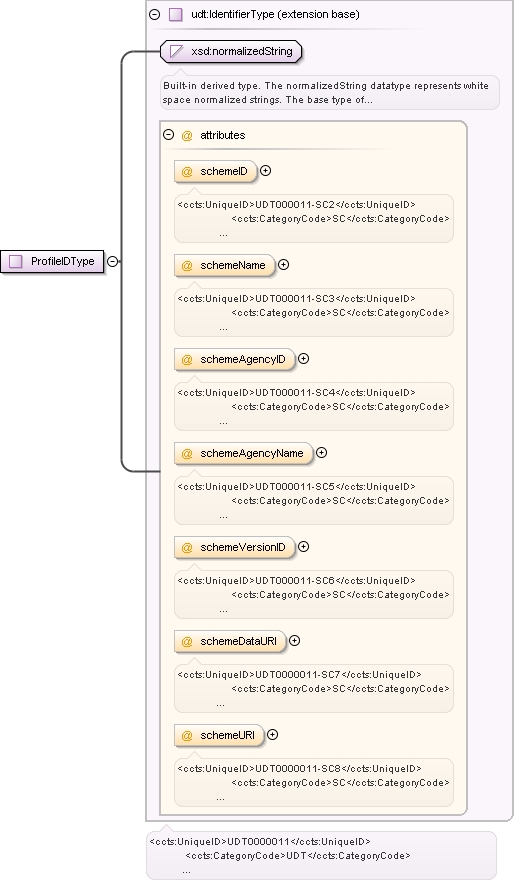 udt:IdentifierType (extension base)
xsd:normalizedString
Built-in derived type. The normalizedString datatype represents white
space normalized strings. The base type of...
@ attributes
@ schemeID
<ccts:UniqueID>UDT000011-SC2</ccts:UniqueID>
<ccts:CategoryCode>SC</ccts:CategoryCode>
...
@ schemeName
<ccts:UniqueID>UDT000011-SC3</ccts:UniqueID>
<ccts:CategoryCode>SC</ccts:CategoryCode>
...
ProfileIDType
@ schemeAgencyID
<ccts:UniqueID>UDT000011-SC4</ccts:UniqueID>
<ccts:CategoryCode>SC</ccts:CategoryCode>
...
@ schemeAgencyName
<ccts:UniqueID>UDT000011-SC5</ccts:UniqueID>
<ccts:CategoryCode>SC</ccts:CategoryCode>
...
@ schemeVersionID
<ccts:UniqueID>UDT000011-SC6</ccts:UniqueID>
<ccts:CategoryCode>SC</ccts:CategoryCode>
...
@ schemeDataURI
<ccts:UniqueID>UDT0000011-SC7</ccts:UniqueID>
<ccts:CategoryCode>SC</ccts:CategoryCode>
...
@ schemeURI
<ccts:UniqueID>UDT0000011-SC8</ccts:UniqueID>
<ccts:CategoryCode>SC</ccts:CategoryCode>
...
<ccts:UniqueID>UDT0000011</ccts:UniqueID>
<ccts:CategoryCode>UDT</ccts:CategoryCode>
...